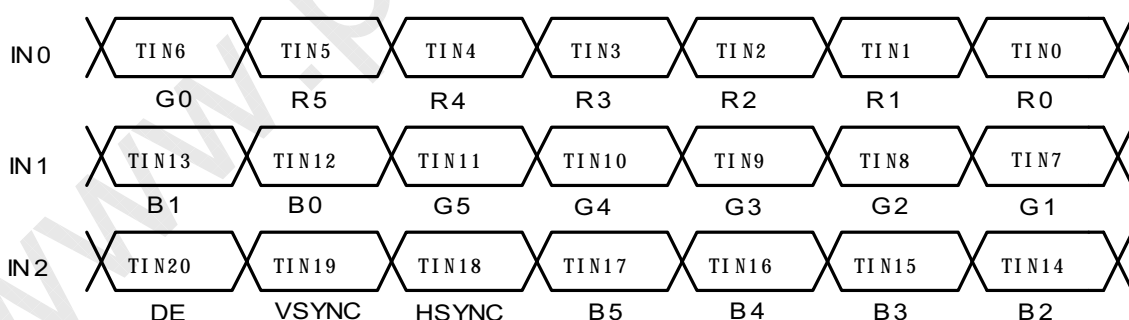 IN0 TIN6 TIN5 TIN4 TIN3 TIN2 TIN1 TIN0
G0 R5 R4 R3 R2 R1 R0
IN1 TIN13 TIN12 TIN11 TIN10 TIN9 TIN8 TIN7
B1 B0 G5 G4 G3 G2 G1
IN2 TIN20 TIN19 TIN18 TIN17 TIN16 TIN15 TIN14
DE VSYNC HSYNC B5 B4 B3 B2